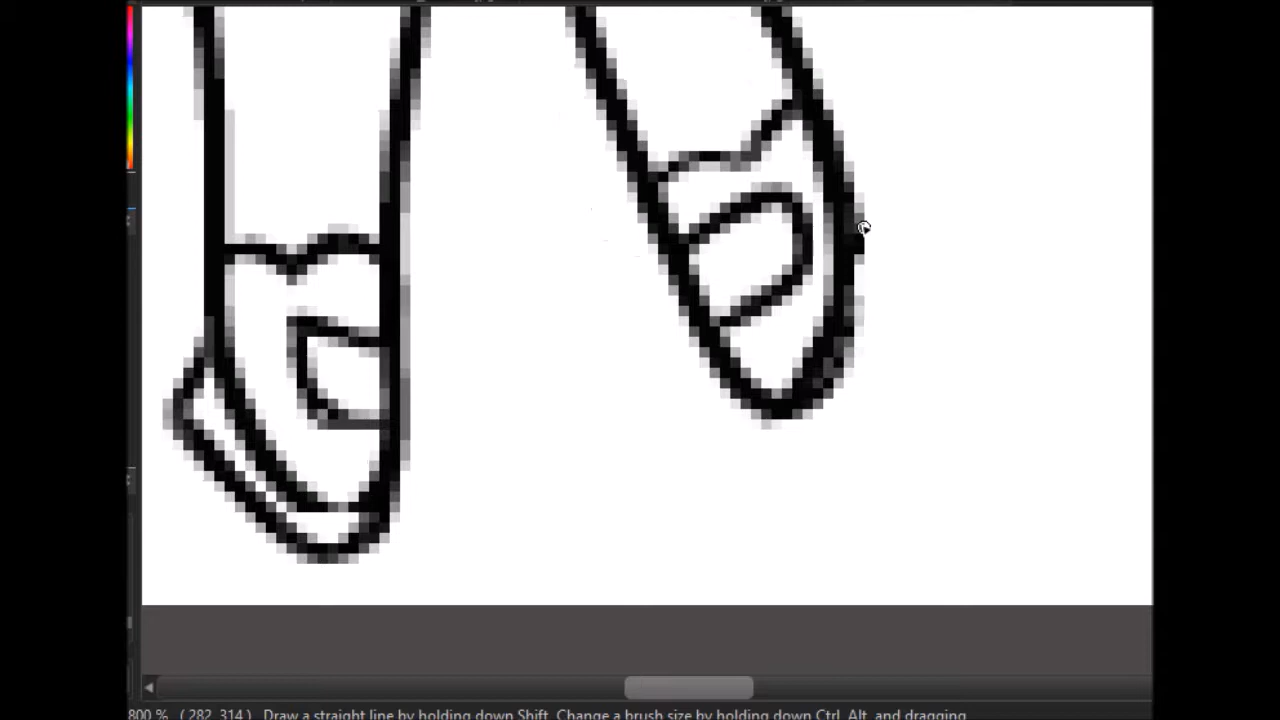 800 % ( 282 314 ) Draw a straight line by holding down Shift. Change a brush size by holding down Ctrl, Alt, and dragging